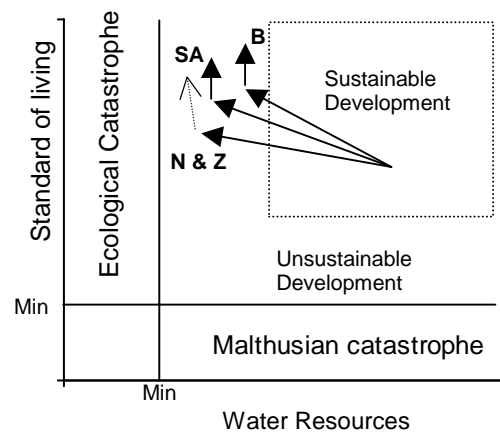 Standard of living
Ecological Catastrophe
SA
B
Sustainable
Development
N & Z
Unsustainable
Development
Min
Malthusian catastrophe
Min
Water Resources